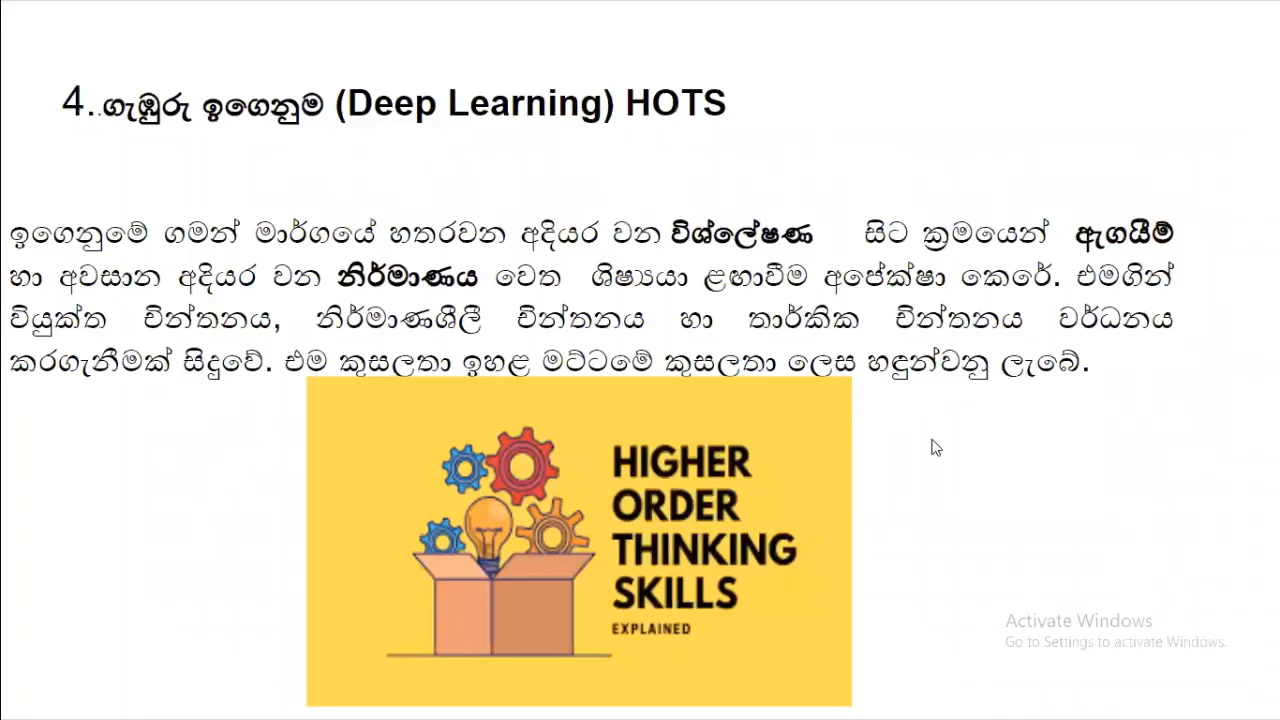 4..ගැඹුරු ඉගෙනුම (Deep Learning) HOTS
ඉගෙනුමේ ගමන් මාර්ගයේ හතරවන අදියර වන විශ්ලේෂණ සිට ක්‍රමයෙන් ඇගයීම්
හා අවසාන අදියර වන නිර්මාණය වෙත ශිෂ්‍යයා ළඟාවීම අපේක්ෂා කෙරේ. එමගින්
වියුක්ත චින්තනය, නිර්මාණශීලී චින්තනය හා තාර්කික චින්තනය වර්ධනය
කරගැනීමක් සිදුවේ. එම කුසලතා ඉහළ මට්ටමේ කුසලතා ලෙස හඳුන්වනු ලැබේ.
HIGHER
ORDER
THINKING
SKILLS
EXPLAINED
Activate Windows
Go to Settings to activate Windows.